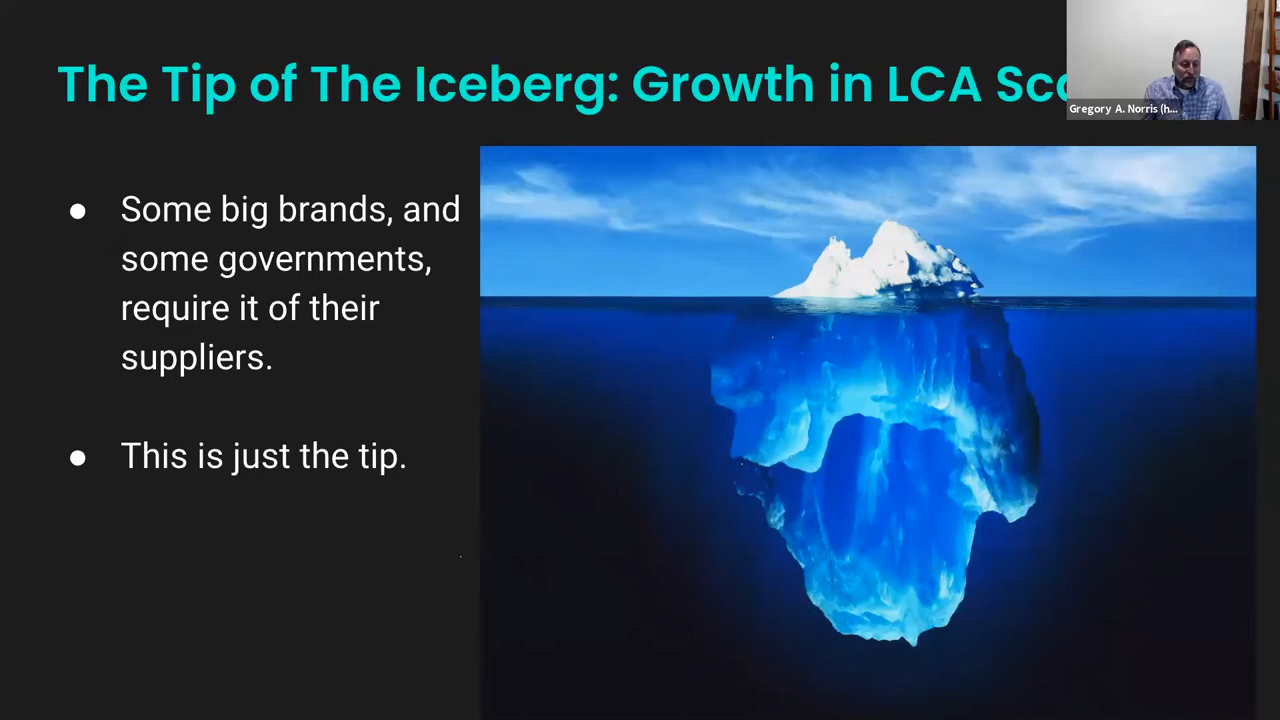 The Tip of The Iceberg: Growth in LCA
Gregory A. Norris (h...
● Some big brands, and
some governments,
require it of their
suppliers.
● This is just the tip.